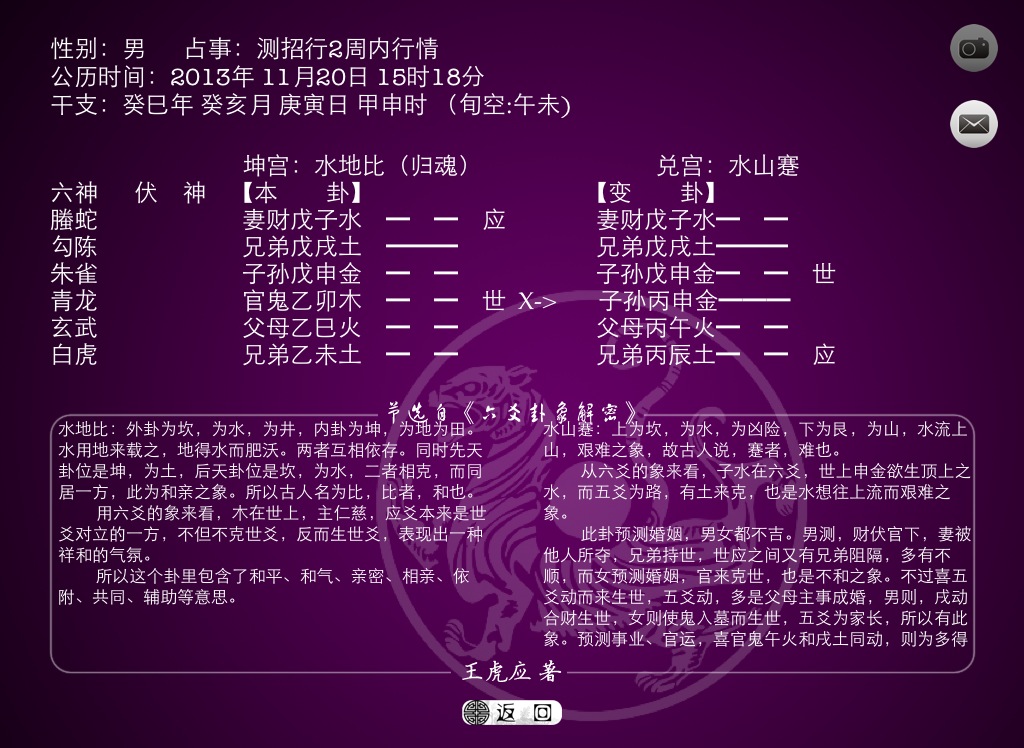 性别：男 占事：测招行2周内行情
公历时间：2013年 11月20日 15时18分
干支：癸巳年 癸亥月 庚寅日 甲申时 （旬空:午未)
坤宫：水地比（归魂） 兑宫：水山蹇
六神 伏 神 【本 卦】 【变 卦】
螣蛇 妻财戊子水 应 妻财戊子水
勾陈 兄弟戊戌土 兄弟戊戌土
朱雀 子孙戊申金 子孙戊申金 世
青龙 官鬼乙卯木 世 X-> 子孙丙申金
玄武 父母乙巳火 父母丙午火
白虎 兄弟乙未土 兄弟丙辰土 应
节选自《六爻卦象解密》
水地比：外卦为坎，为水，为井，内卦为坤，为地为田。
水用地来载之，地得水而肥沃。两者互相依存。同时先天
卦位是坤，为土，后天卦位是坎，为水，二者相克，而同
居一方，此为和亲之象。所以古人名为比，比者，和也。
用六爻的象来看，木在世上，主仁慈，应爻本来是世
爻对立的一方，不但不克世爻，反而生世爻，表现出一种
祥和的气氛。
所以这个卦里包含了和平、和气、亲密、相亲、依
附、共同、辅助等意思。
水山蹇：上为坎，为水，为凶险，下为艮，为山，水流上
山，艰难之象，故古人说，蹇者，难也。
从六爻的象来看，子水在六爻，世上申金欲生顶上之
水，而五爻为路，有土来克，也是水想往上流而艰难之
象。
此卦预测婚姻，男女都不吉。男测，财伏官下，妻被
他人所夺，兄弟持世，世应之间又有兄弟阻隔，多有不
顺，而女预测婚姻，官来克世，也是不和之象。不过喜五
爻动而来生世，五爻动，多是父母主事成婚，男则，戌动
合财生世，女则使鬼入墓而生世，五爻为家长，所以有此
象。预测事业、官运，喜官鬼午火和戌土同动，则为多得
王虎应 著
返 回